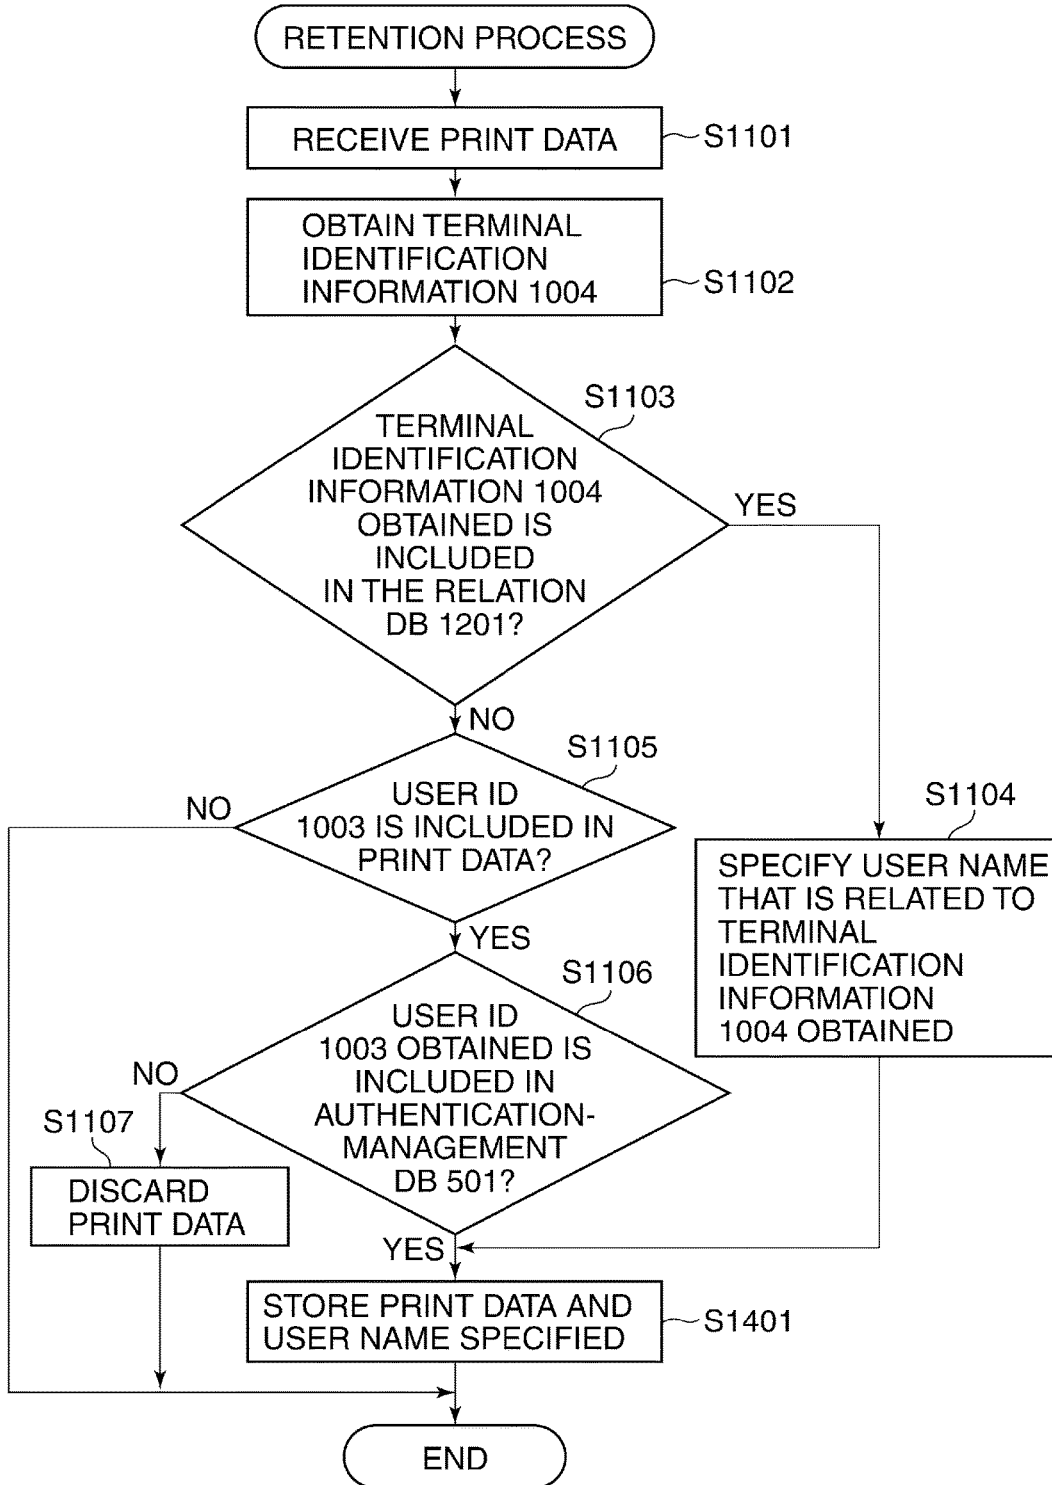 RETENTION PROCESS
RECEIVE PRINT DATA
S1101
OBTAIN TERMINAL
IDENTIFICATION
INFORMATION 1004
S1102
S1103
TERMINAL
IDENTIFICATION
INFORMATION 1004
OBTAINED IS
INCLUDED
IN THE RELATION
DB 1201?
YES
NO
S1105
USER ID
1003 IS INCLUDED IN
PRINT DATA?
NO
YES
S1104
SPECIFY USER NAME
THAT IS RELATED TO
TERMINAL
IDENTIFICATION
INFORMATION
1004 OBTAINED
S1106
USER ID
1003 OBTAINED IS
INCLUDED IN
AUTHENTICATION-
MANAGEMENT
DB 501?
NO
S1107
DISCARD
PRINT DATA
YES
STORE PRINT DATA AND
USER NAME SPECIFIED
S1401
END